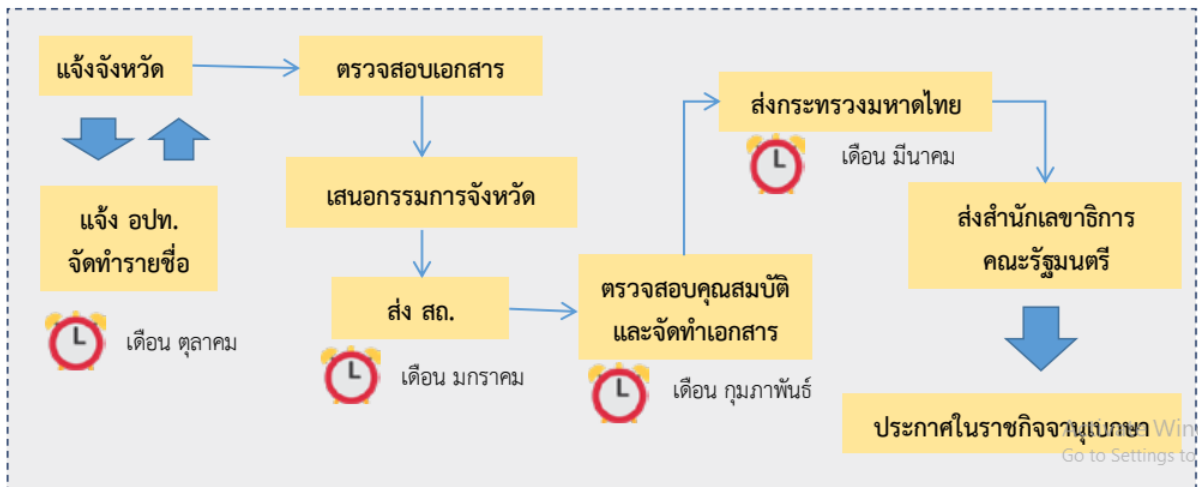 แจ้งจังหวัด
ตรวจสอบเอกสาร
แจ้ง อปท.
จัดทำรายชื่อ
เดือน ตุลาคม
เสนอกรรมการจังหวัด
ส่ง สถ.
เดือน มกราคม
ตรวจสอบคุณสมบัติ
และจัดทำเอกสาร
เดือน กุมภาพันธ์
ส่งกระทรวงมหาดไทย
เดือน มีนาคม
ส่งสำนักเลขาธิการ
คณะรัฐมนตรี
ประกาศในราชกิจจานุเบกษา
Activate Win
Go to Settings to